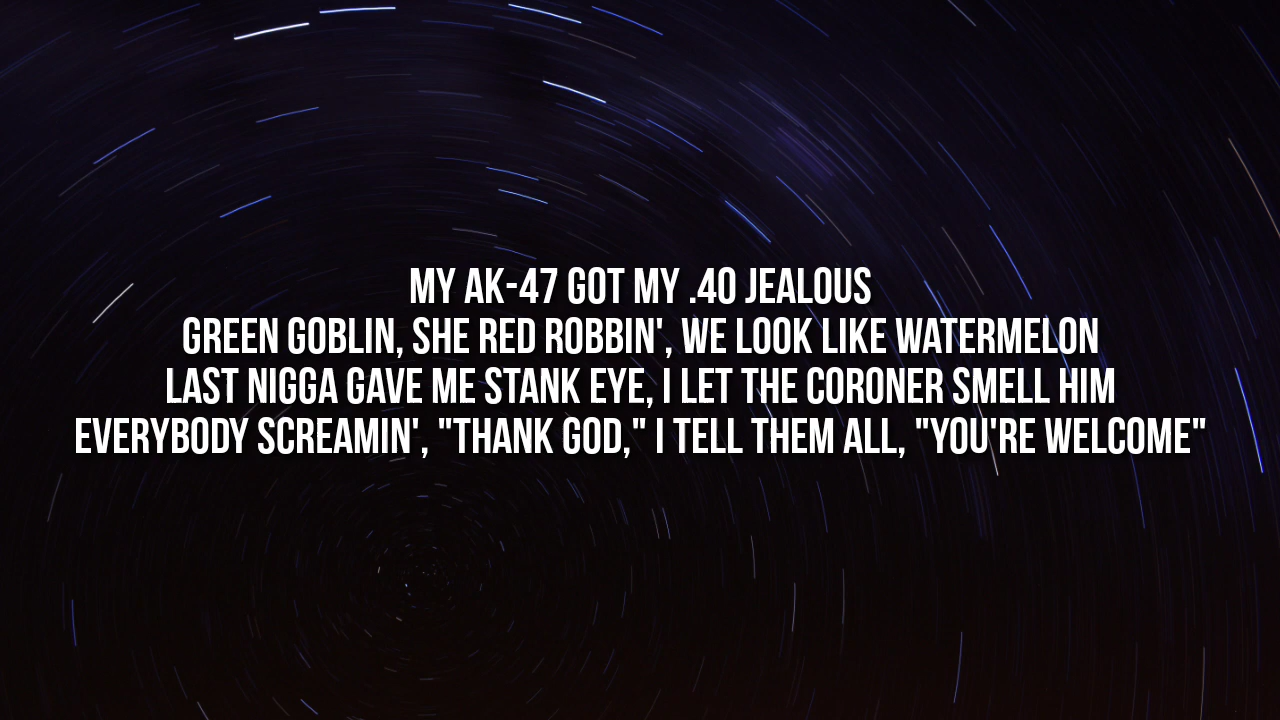 MY AK-47 GOT MY .40 JEALOUS
GREEN GOBLIN, SHE RED ROBBIN', WE LOOK LIKE WATERMELON
LAST NIGGA GAVE ME STANK EYE, I LET THE CORONER SMELL HIM
EVERYBODY SCREAMIN', "THANK GOD," I TELL THEM ALL, "YOU'RE WELCOME"